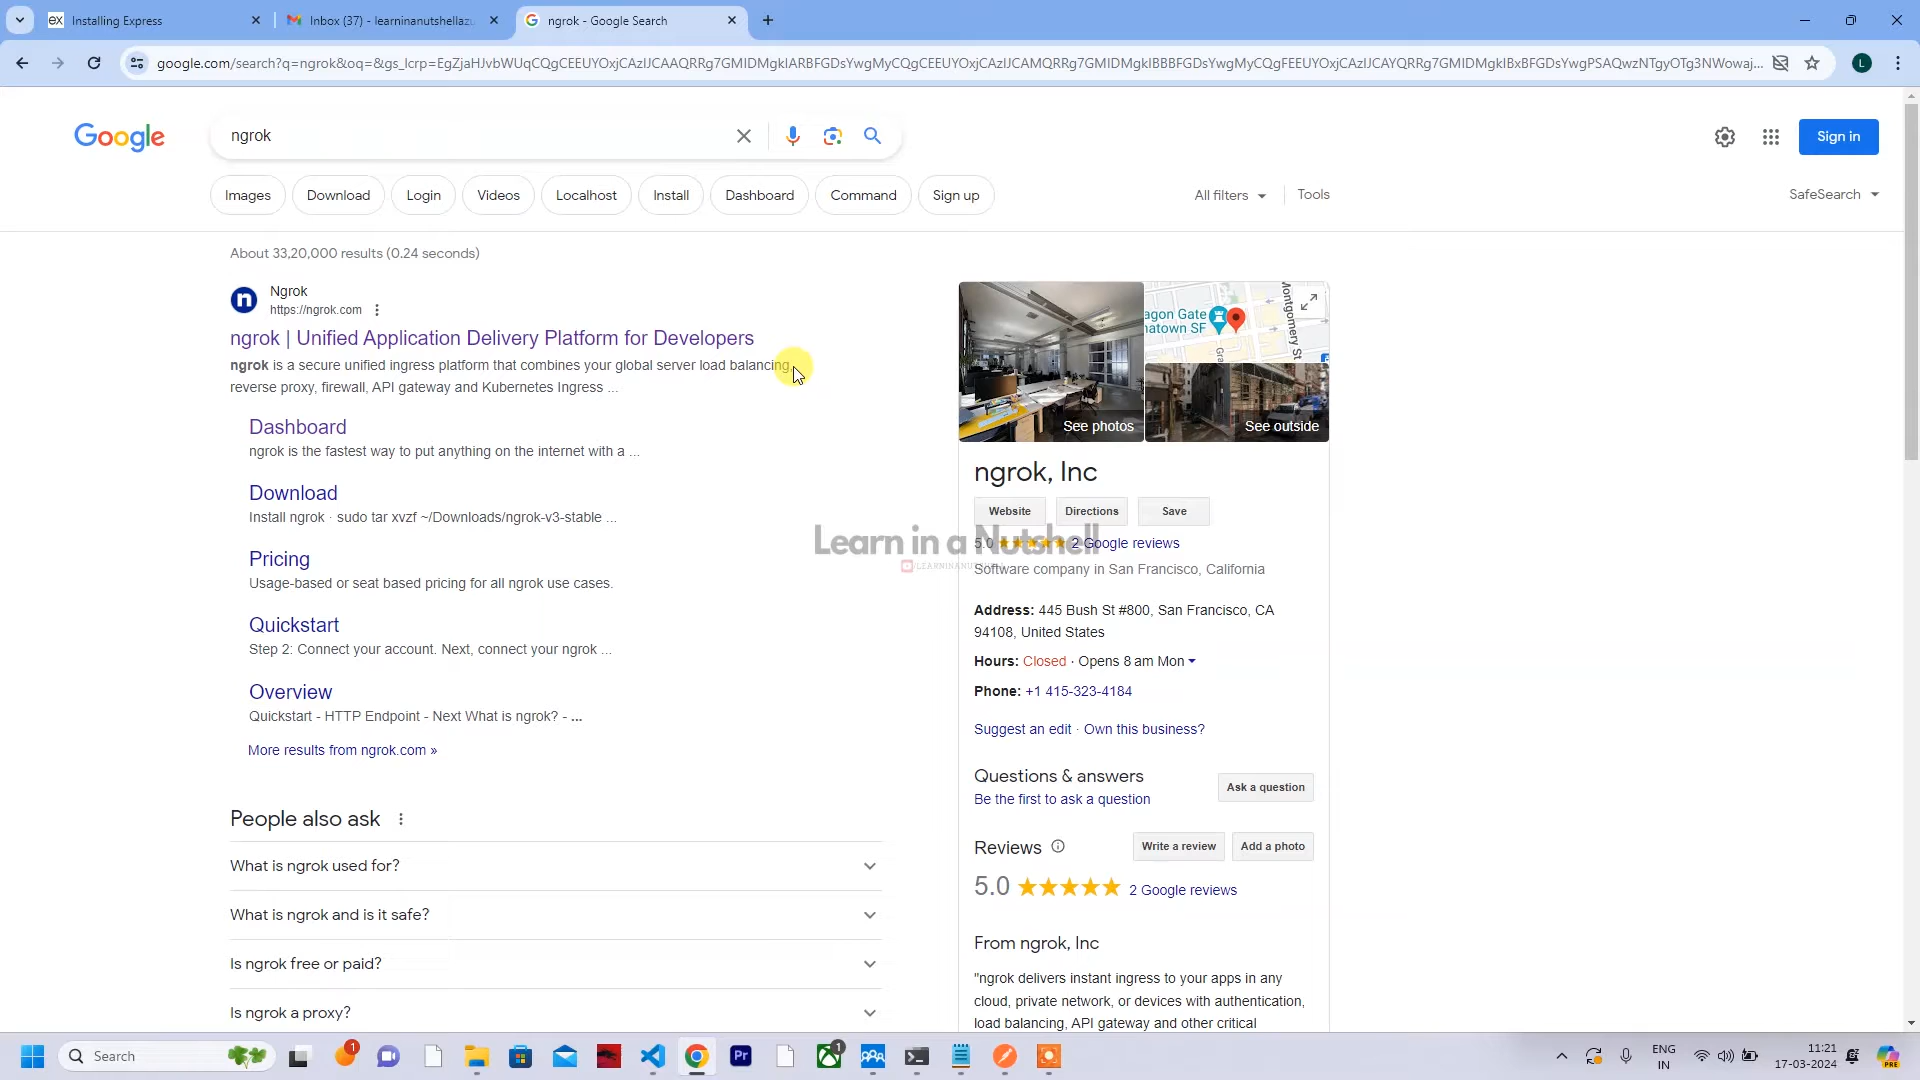 Installing Express
Inbox (37) - learninanutshellazu
ngrok - Google Search
google.com/search?q=ngrok&oq=&gs_lcrp=EgZjaHJvbWUqCQgCEEUYOxjCAzIJCAAQRRg7GMIDMgkIARBFGDsYwgMyCQgCEEUYOxjCAzIJCAMQRRg7GMIDMgkIBBBFGDsYwgMyCQgFEEUYOxjCAzIJCAYQRRg7GMIDMgkIBxBFGDsYwgPSAQwzNTgyOTg3NWowaj...
L
Google
ngrok
Sign in
Images
Download
Login
Videos
Localhost
Install
Dashboard
Command
Sign up
All filters
Tools
SafeSearch
About 33,20,000 results (0.24 seconds)
n
Ngrok
https://ngrok.com
ngrok | Unified Application Delivery Platform for Developers
ngrok is a secure unified ingress platform that combines your global server load balancing,
reverse proxy, firewall, API gateway and Kubernetes Ingress ...
Dashboard
ngrok is the fastest way to put anything on the internet with a ...
Download
Install ngrok · sudo tar xvzf ~/Downloads/ngrok-v3-stable ...
Pricing
Usage-based or seat based pricing for all ngrok use cases.
Quickstart
Step 2: Connect your account. Next, connect your ngrok ...
Overview
Quickstart - HTTP Endpoint - Next What is ngrok? - ...
More results from ngrok.com »
People also ask
What is ngrok used for?
What is ngrok and is it safe?
Is ngrok free or paid?
Is ngrok a proxy?
agon Gate
natown SF
Montgomery St
See photos
See outside
ngrok, Inc
Website
Directions
Save
Learn in a Nutshell
5.0
2 Google reviews
Software company in San Francisco, California
Address: 445 Bush St #800, San Francisco, CA
94108, United States
Hours: Closed · Opens 8 am Mon
Phone: +1 415-323-4184
Suggest an edit · Own this business?
Questions & answers
Be the first to ask a question
Ask a question
Reviews
Write a review
Add a photo
5.0
2 Google reviews
From ngrok, Inc
"ngrok delivers instant ingress to your apps in any
cloud, private network, or devices with authentication,
load balancing, API gateway and other critical
Search
1
Pr
1
ENG
IN
11:21
17-03-2024
PRE